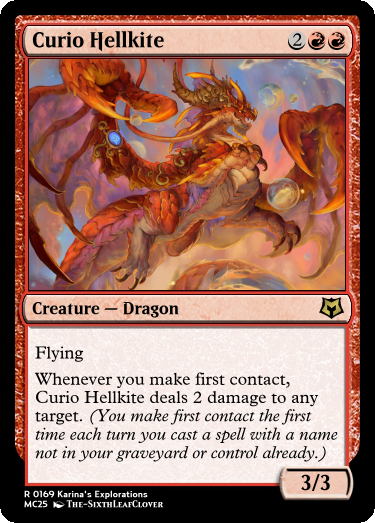 Curio Hellkite 2
Creature — Dragon
Flying
Whenever you make first contact,
Curio Hellkite deals 2 damage to any
target. (You make first contact the first
time each turn you cast a spell with a name
not in your graveyard or control already.)
3/3
R 0169 Karina's Explorations
MC25 The-SixthLeafClover